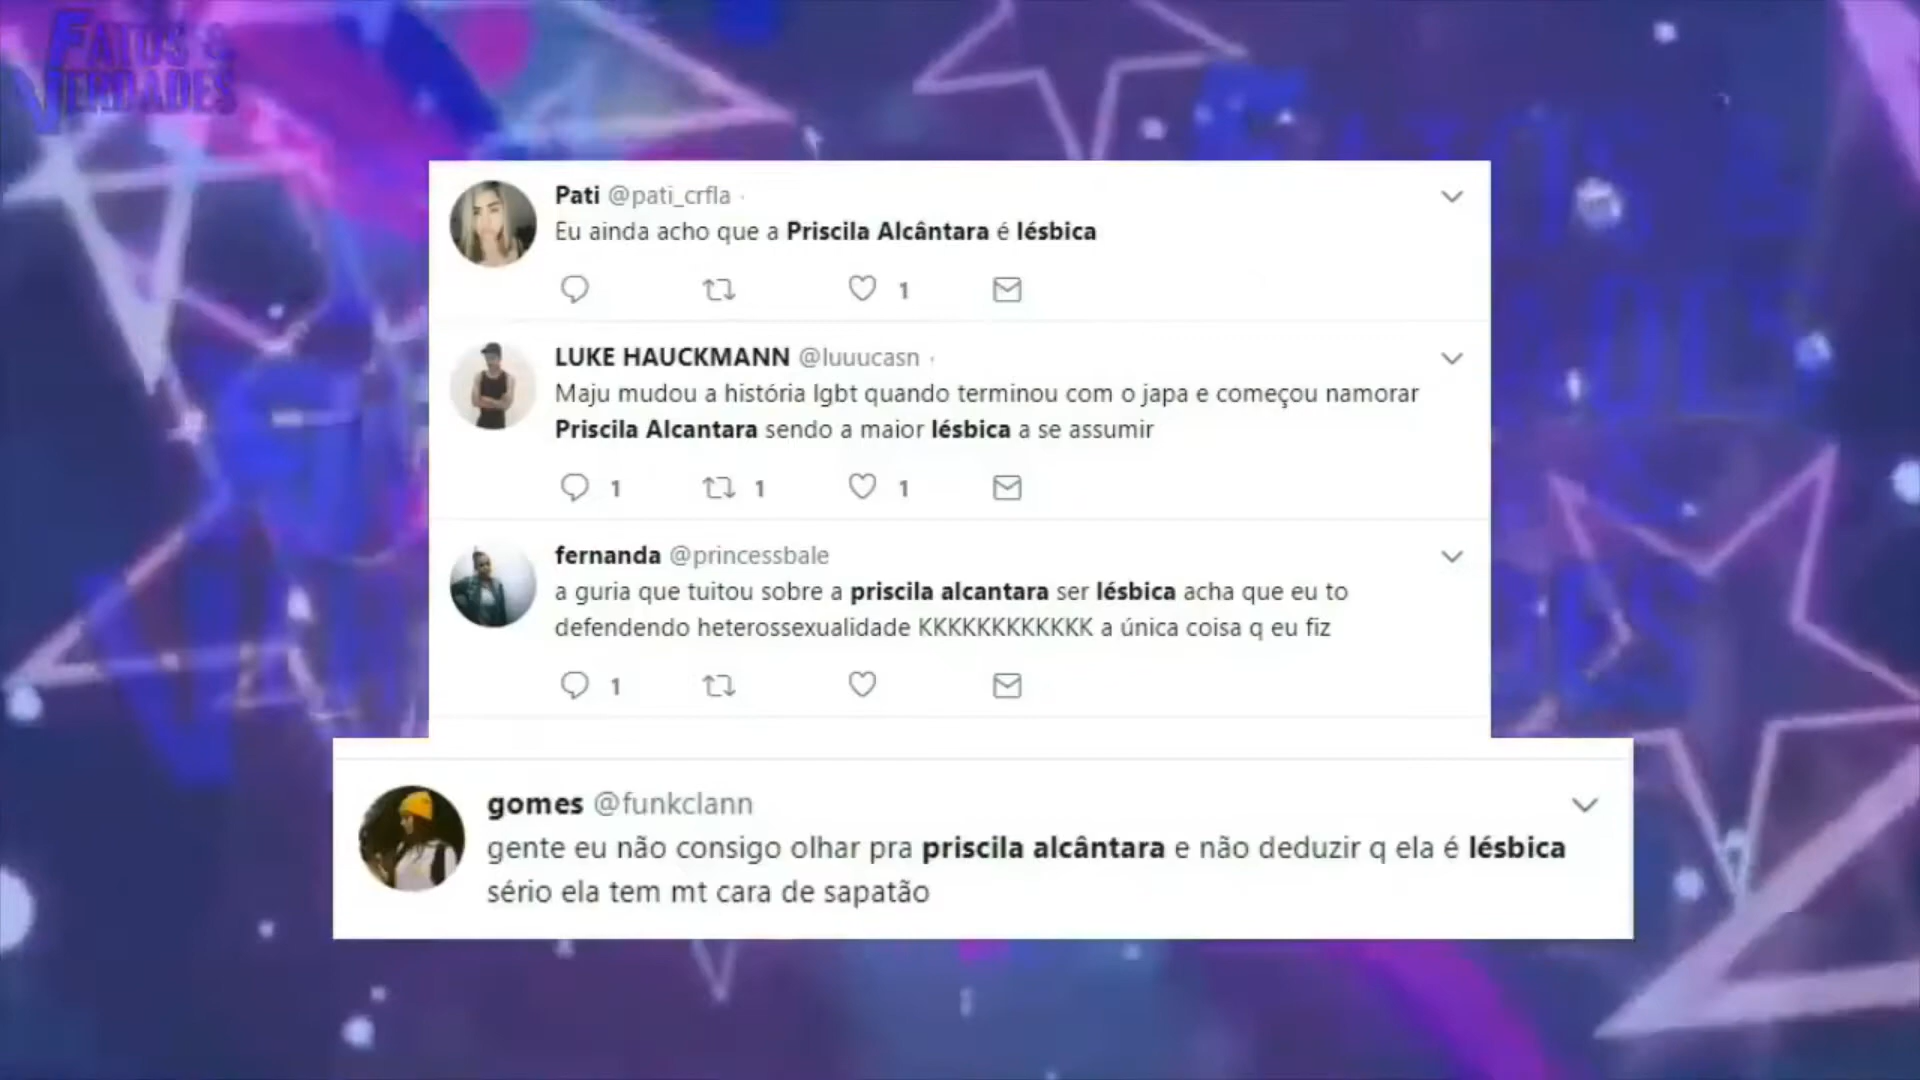 FATOS &
VERDADES
Pati @pati_crfla ·
Eu ainda acho que a Priscila Alcântara é lésbica
1
LUKE HAUCKMANN @luuucasn ·
Maju mudou a história lgbt quando terminou com o japa e começou namorar
Priscila Alcantara sendo a maior lésbica a se assumir
1 1 1
fernanda @princessbale
a guria que tuitou sobre a priscila alcantara ser lésbica acha que eu to
defendendo heterossexualidade KKKKKKKKKKKK a única coisa q eu fiz
1
gomes @funkclann
gente eu não consigo olhar pra priscila alcântara e não deduzir q ela é lésbica
sério ela tem mt cara de sapatão